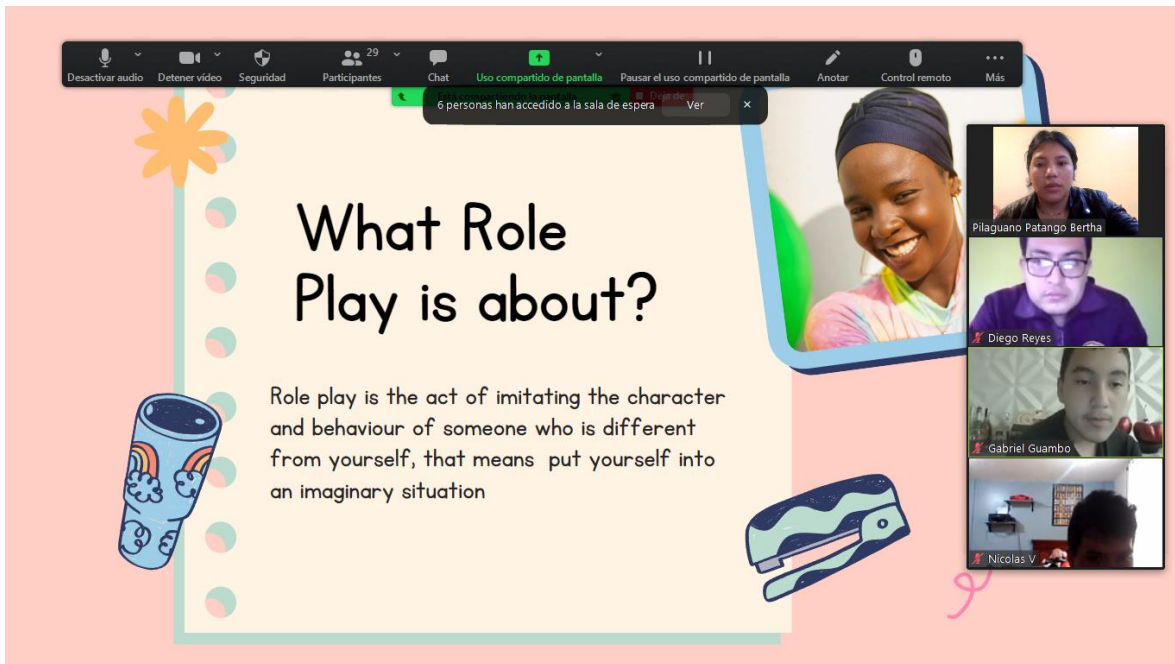 29
Desactivar audio Detener vídeo Seguridad Participantes Chat Uso compartido de pantalla Pausar el uso compartido de pantalla Anotar Control remoto Más
6 personas han accedido a la sala de espera Ver ×
What Role
Play is about?
Role play is the act of imitating the character
and behaviour of someone who is different
from yourself, that means put yourself into
an imaginary situation
Pilaguano Patango Bertha
Diego Reyes
Gabriel Guambo
Nicolas V